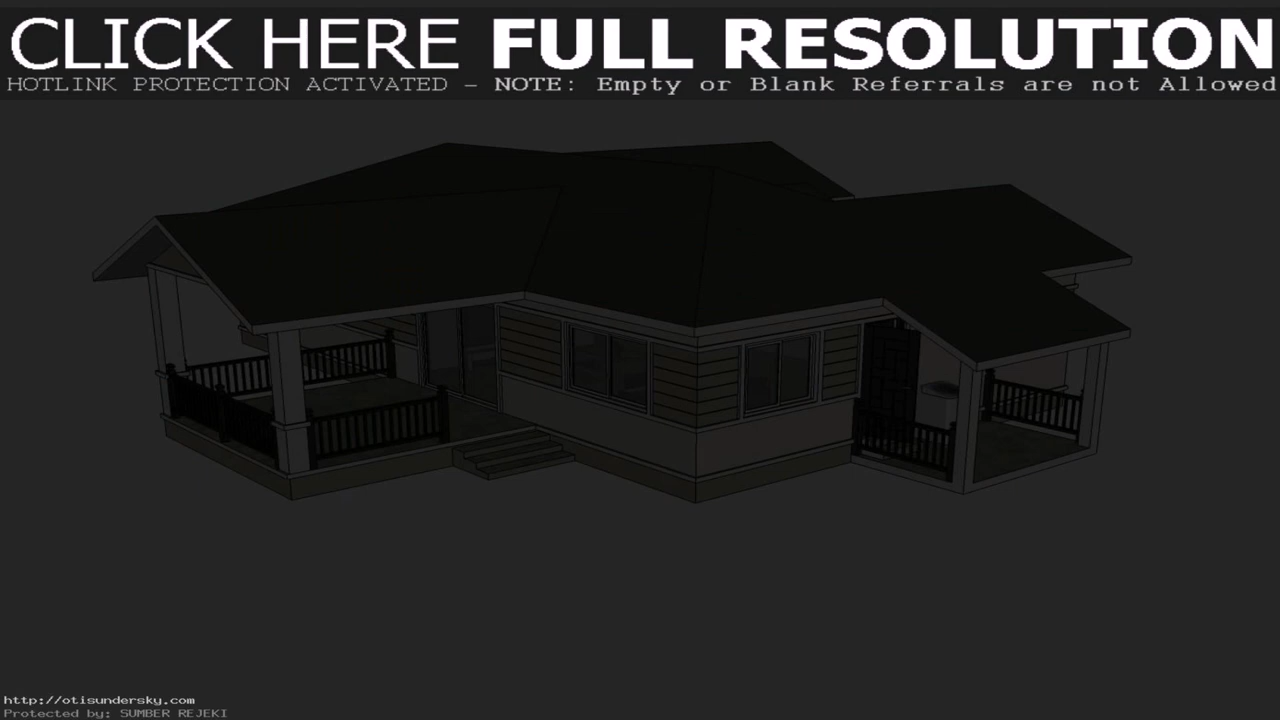 CLICK HERE FULL RESOLUTION
HOTLINK PROTECTION ACTIVATED - NOTE: Empty or Blank Referrals are not Allowed
http://otisundersky.com
Protected by: SUMBER REJEKI